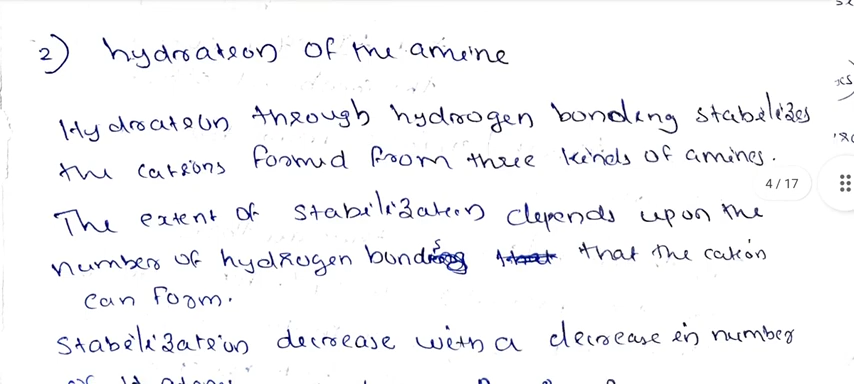 2) hydration of the amine
Hydration through hydrogen bonding stabilizes
the cations formed from three kinds of amines.
4/17
The extent of stabilization depends upon the
number of hydrogen bonds that the cation
can form.
Stabilization decrease with a decrease in number